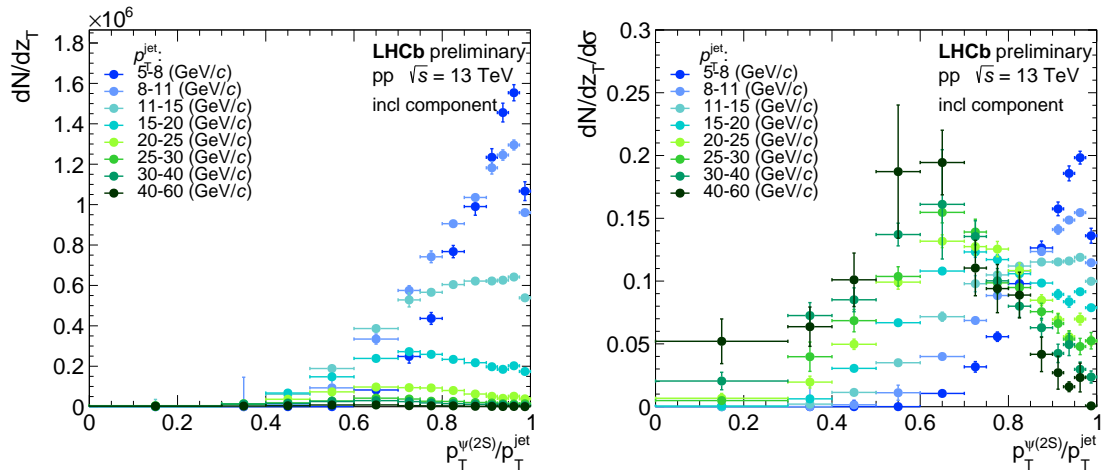 ×10⁶
dN/dz_T
1.8
1.6
1.4
1.2
1
0.8
0.6
0.4
0.2
0
p_T^jet:
5-8 (GeV/c)
8-11 (GeV/c)
11-15 (GeV/c)
15-20 (GeV/c)
20-25 (GeV/c)
25-30 (GeV/c)
30-40 (GeV/c)
40-60 (GeV/c)
LHCb preliminary
pp √s = 13 TeV
incl component
0 0.2 0.4 0.6 0.8 1
p_T^ψ(2S)/p_T^jet
dN/dz_T/dσ
0.3
0.25
0.2
0.15
0.1
0.05
0
p_T^jet:
5-8 (GeV/c)
8-11 (GeV/c)
11-15 (GeV/c)
15-20 (GeV/c)
20-25 (GeV/c)
25-30 (GeV/c)
30-40 (GeV/c)
40-60 (GeV/c)
LHCb preliminary
pp √s = 13 TeV
incl component
0 0.2 0.4 0.6 0.8 1
p_T^ψ(2S)/p_T^jet